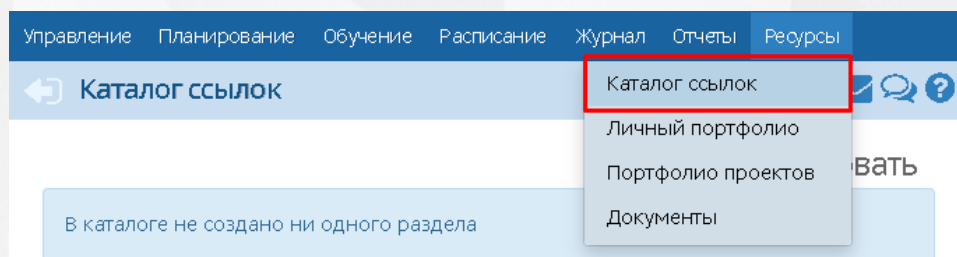 Управление Планирование Обучение Расписание Журнал Отчеты Ресурсы
Каталог ссылок
Каталог ссылок
Личный портфолио
Портфолио проектов
Документы
В каталоге не создано ни одного раздела